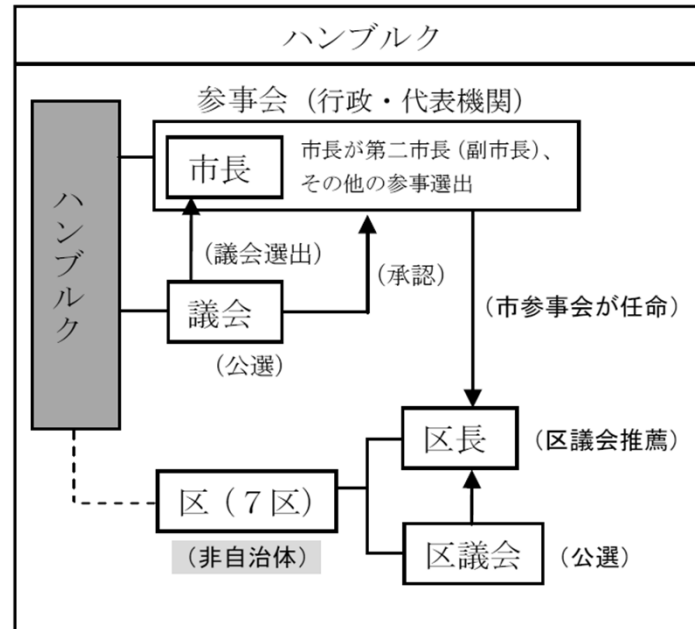 ハンブルク
参事会（行政・代表機関）
市長
市長が第二市長（副市長）、
その他の参事選出
ハンブルク
（議会選出）
（承認）
議会
（市参事会が任命）
（公選）
区長
（区議会推薦）
区（７区）
（非自治体）
区議会
（公選）